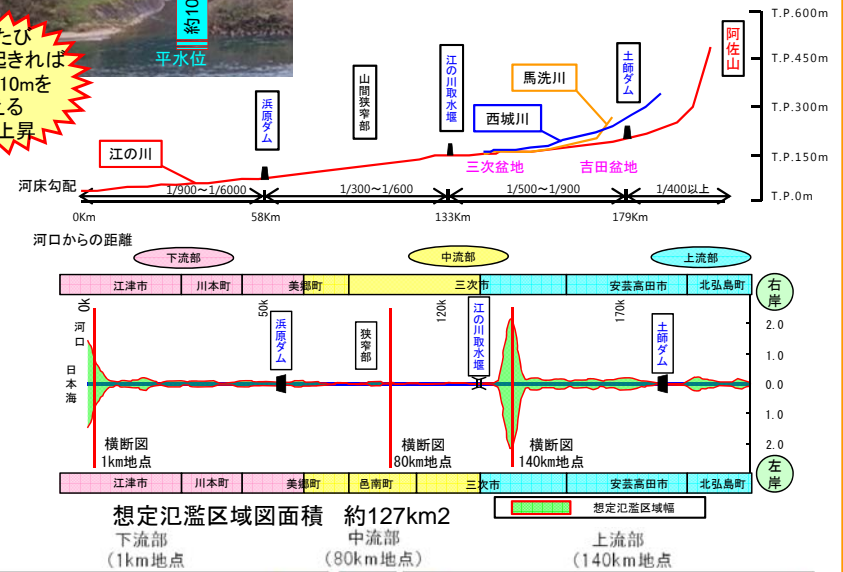 約10
平水位
たび
起きれば
10mを
える
上昇
T.P.600m
T.P.450m
T.P.300m
T.P.150m
T.P.0m
阿佐山
土師ダム
馬洗川
西城川
江の川取水堰
山間狭窄部
浜原ダム
江の川
三次盆地
吉田盆地
河床勾配
1/900～1/6000
1/300～1/600
1/500～1/900
1/400以上
0Km
58Km
133Km
179Km
河口からの距離
下流部
中流部
上流部
江津市
川本町
美郷町
三次市
安芸高田市
北弘島町
右岸
0k
50k
120k
170k
河口
日本海
浜原ダム
狭窄部
江の川取水堰
土師ダム
2.0
1.0
0.0
1.0
2.0
横断図
1km地点
横断図
80km地点
横断図
140km地点
江津市
川本町
美郷町
邑南町
三次市
安芸高田市
北弘島町
左岸
想定氾濫区域幅
想定氾濫区域図面積 約127km2
下流部
(1km地点
中流部
(80km地点)
上流部
(140km地点